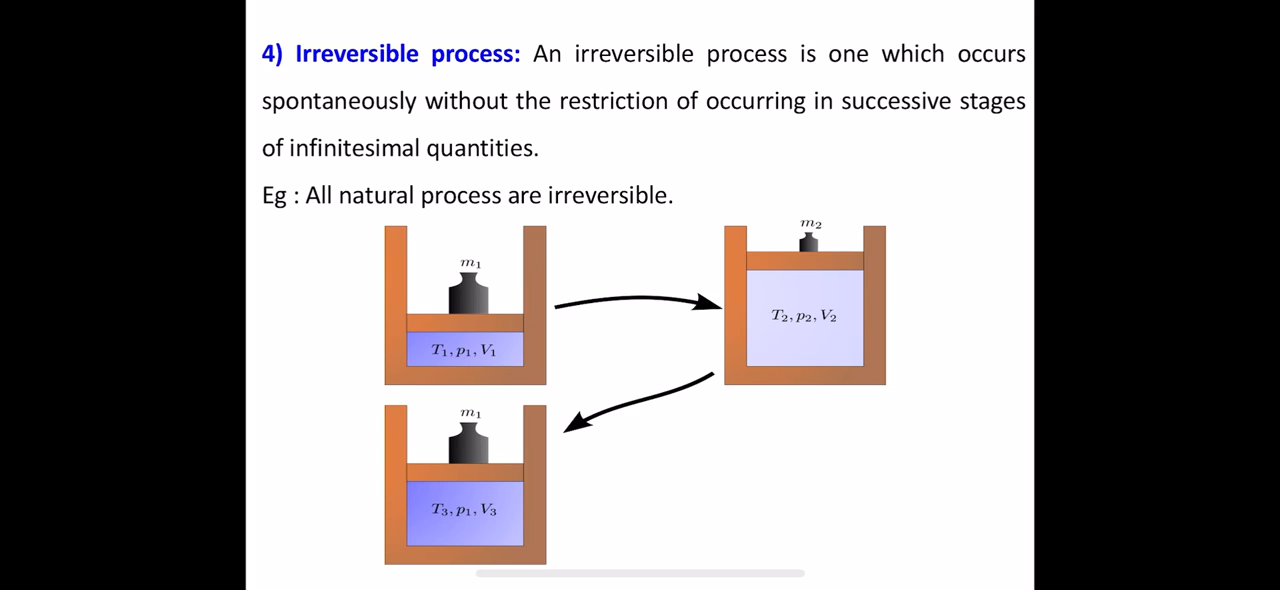 4) Irreversible process: An irreversible process is one which occurs
spontaneously without the restriction of occurring in successive stages
of infinitesimal quantities.
Eg : All natural process are irreversible.
m₁
T₁, p₁, V₁
m₂
T₂, p₂, V₂
m₁
T₃, p₁, V₃